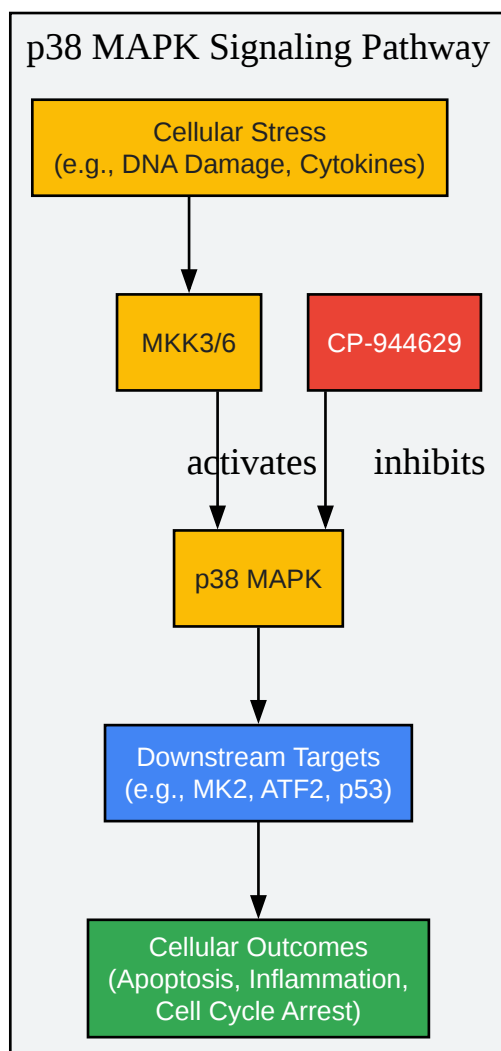 p38 MAPK Signaling Pathway
Cellular Stress
(e.g., DNA Damage, Cytokines)
MKK3/6
CP-944629
activates
inhibits
p38 MAPK
Downstream Targets
(e.g., MK2, ATF2, p53)
Cellular Outcomes
(Apoptosis, Inflammation,
Cell Cycle Arrest)